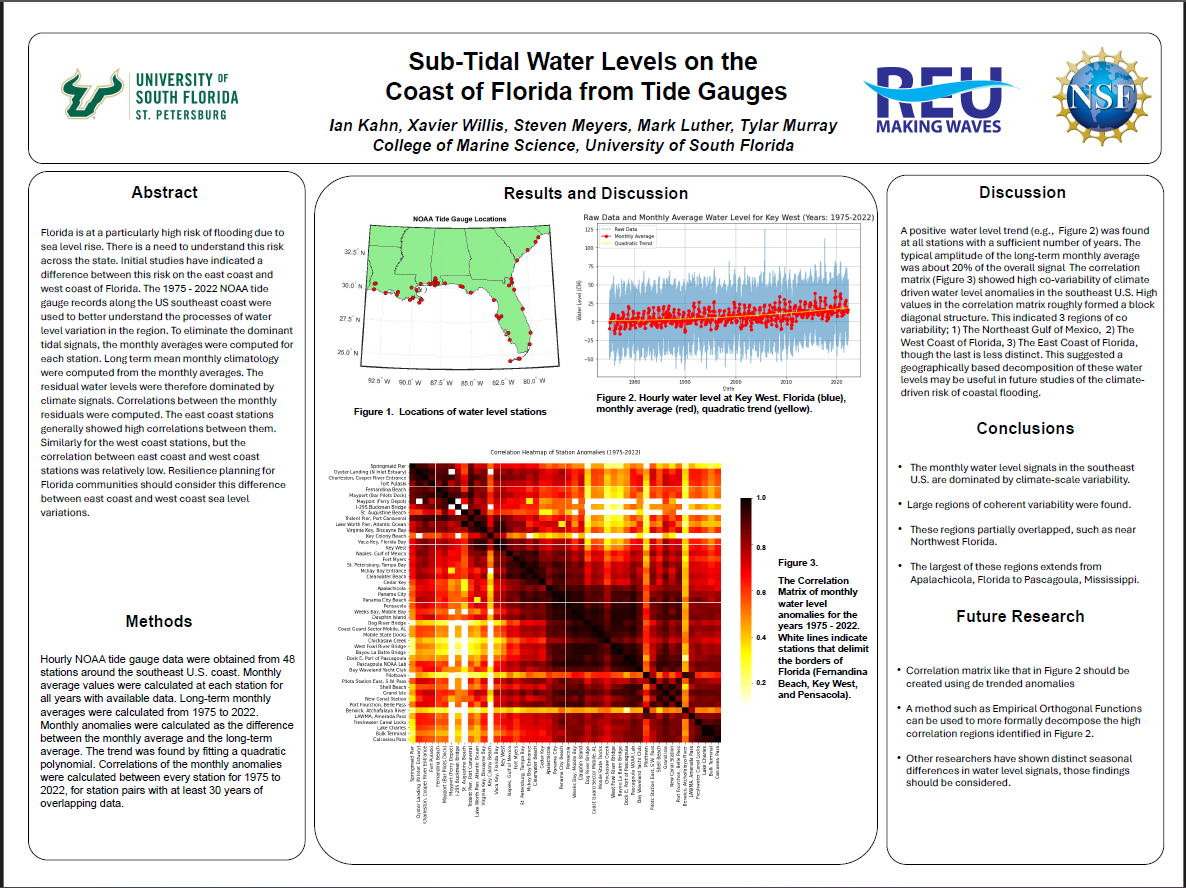 UNIVERSITY OF
SOUTH FLORIDA
ST. PETERSBURG
Sub-Tidal Water Levels on the
Coast of Florida from Tide Gauges
Ian Kahn, Xavier Willis, Steven Meyers, Mark Luther, Tylar Murray
College of Marine Science, University of South Florida
REU
MAKING WAVES
NSF
Abstract
Florida is at a particularly high risk of flooding due to
sea level rise. There is a need to understand this risk
across the state. Initial studies have indicated a
difference between this risk on the east coast and
west coast of Florida. The 1975 - 2022 NOAA tide
gauge records along the US southeast coast were
used to better understand the processes of water
level variation in the region. To eliminate the dominant
tidal signals, the monthly averages were computed for
each station. Long term mean monthly climatology
were computed from the monthly averages. The
residual water levels were therefore dominated by
climate signals. Correlations between the monthly
residuals were computed. The east coast stations
generally showed high correlations between them.
Similarly for the west coast stations, but the
correlation between east coast and west coast
stations was relatively low. Resilience planning for
Florida communities should consider this difference
between east coast and west coast sea level
variations.
Methods
Hourly NOAA tide gauge data were obtained from 48
stations around the southeast U.S. coast. Monthly
average values were calculated at each station for
all years with available data. Long-term monthly
averages were calculated from 1975 to 2022.
Monthly anomalies were calculated as the difference
between the monthly average and the long-term
average. The trend was found by fitting a quadratic
polynomial. Correlations of the monthly anomalies
were calculated between every station for 1975 to
2022, for station pairs with at least 30 years of
overlapping data.
Results and Discussion
NOAA Tide Gauge Locations
32.5°N
30.0°N
27.5°N
25.0°N
92.5°W 90.0°W 87.5°W 85.0°W 82.5°W 80.0°W
Figure 1. Locations of water level stations
Raw Data and Monthly Average Water Level for Key West (Years: 1975-2022)
Raw Data
Monthly Average
Quadratic Trend
Water Level (CM)
125
100
75
50
25
0
−25
−50
1980 1990 2000 2010 2020
Date
Figure 2. Hourly water level at Key West. Florida (blue),
monthly average (red), quadratic trend (yellow).
Correlation Heatmap of Station Anomalies (1975-2022)
Springmaid Pier
Oyster Landing (N Inlet Estuary)
Charleston, Cooper River Entrance
Fort Pulaski
Fernandina Beach
Mayport (Bar Pilots Dock)
Mayport (Ferry Depot)
I-295 Buckman Bridge
St. Augustine Beach
Trident Pier, Port Canaveral
Lake Worth Pier, Atlantic Ocean
Virginia Key, Biscayne Bay
Key Colony Beach
Vaca Key, Florida Bay
Key West
Naples, Gulf of Mexico
Fort Myers
St. Petersburg, Tampa Bay
Mckay Bay Entrance
Clearwater Beach
Cedar Key
Apalachicola
Panama City
Panama City Beach
Pensacola
Weeks Bay, Mobile Bay
Dauphin Island
Dog River Bridge
Coast Guard Sector Mobile, AL
Mobile State Docks
Chickasaw Creek
West Fowl River Bridge
Bayou La Batre Bridge
Dock E, Port of Pascagoula
Pascagoula NOAA Lab
Bay Waveland Yacht Club
Pilottown
Pilots Station East, S.W. Pass
Shell Beach
Grand Isle
New Canal Station
Port Fourchon, Belle Pass
Berwick, Atchafalaya River
LAWMA, Amerada Pass
Freshwater Canal Locks
Lake Charles
Bulk Terminal
Calcasieu Pass
1.0
0.8
0.6
0.4
0.2
Figure 3.
The Correlation
Matrix of monthly
water level
anomalies for the
years 1975 - 2022.
White lines indicate
stations that delimit
the borders of
Florida (Fernandina
Beach, Key West,
and Pensacola).
Discussion
A positive water level trend (e.g., Figure 2) was found
at all stations with a sufficient number of years. The
typical amplitude of the long-term monthly average
was about 20% of the overall signal The correlation
matrix (Figure 3) showed high co-variability of climate
driven water level anomalies in the southeast U.S. High
values in the correlation matrix roughly formed a block
diagonal structure. This indicated 3 regions of co
variability; 1) The Northeast Gulf of Mexico, 2) The
West Coast of Florida, 3) The East Coast of Florida,
though the last is less distinct. This suggested a
geographically based decomposition of these water
levels may be useful in future studies of the climate-
driven risk of coastal flooding.
Conclusions
• The monthly water level signals in the southeast
U.S. are dominated by climate-scale variability.
• Large regions of coherent variability were found.
• These regions partially overlapped, such as near
Northwest Florida.
• The largest of these regions extends from
Apalachicola, Florida to Pascagoula, Mississippi.
Future Research
• Correlation matrix like that in Figure 2 should be
created using de trended anomalies
• A method such as Empirical Orthogonal Functions
can be used to more formally decompose the high
correlation regions identified in Figure 2.
• Other researchers have shown distinct seasonal
differences in water level signals, those findings
should be considered.